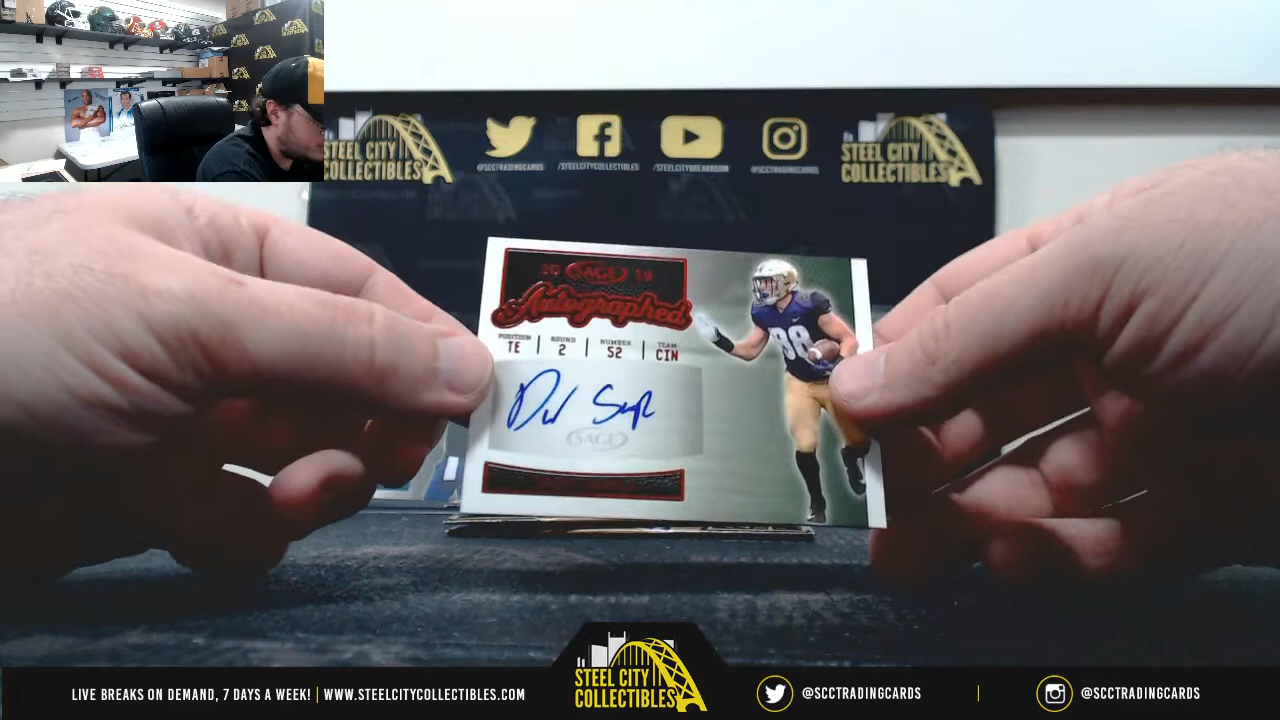 STEEL CITY
COLLECTIBLES
@SCCTRADINGCARDS
/STEELCITYCOLLECTIBLES
/STEELCITYBREAKROOM
@SCCTRADINGCARDS
STEEL CITY
COLLECTIBLES
20 SAGE 19
Autographed
POSITION ROUND NUMBER TEAM
TE | 2 | 52 | CIN
SAGE
88
LIVE BREAKS ON DEMAND, 7 DAYS A WEEK! | WWW.STEELCITYCOLLECTIBLES.COM
STEEL CITY
COLLECTIBLES
@SCCTRADINGCARDS
@SCCTRADINGCARDS